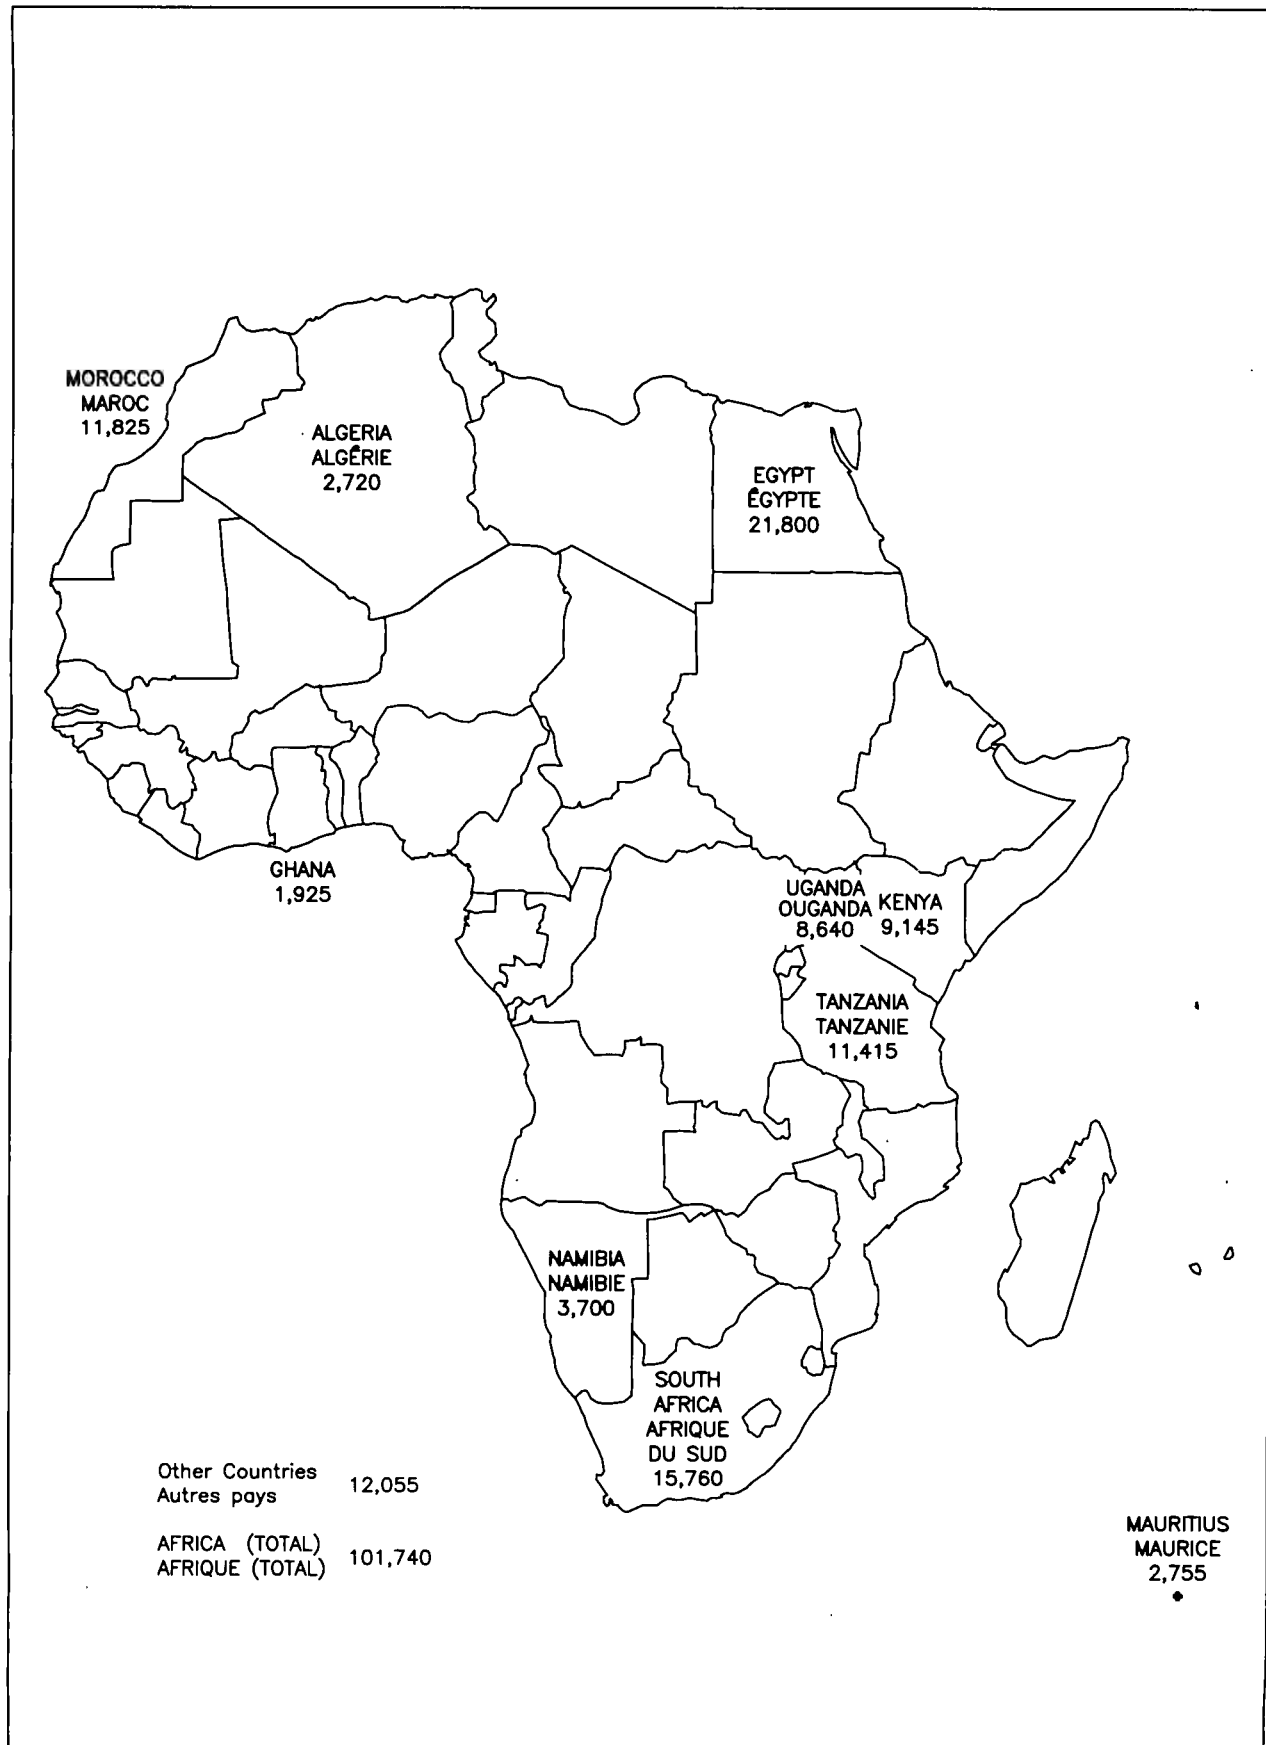 MOROCCO
MAROC
11,825
ALGERIA
ALGÉRIE
2,720
EGYPT
ÉGYPTE
21,800
GHANA
1,925
UGANDA
OUGANDA
8,640
KENYA
9,145
TANZANIA
TANZANIE
11,415
NAMIBIA
NAMIBIE
3,700
SOUTH
AFRICA
AFRIQUE
DU SUD
15,760
Other Countries
Autres pays
12,055
AFRICA (TOTAL)
AFRIQUE (TOTAL)
101,740
MAURITIUS
MAURICE
2,755